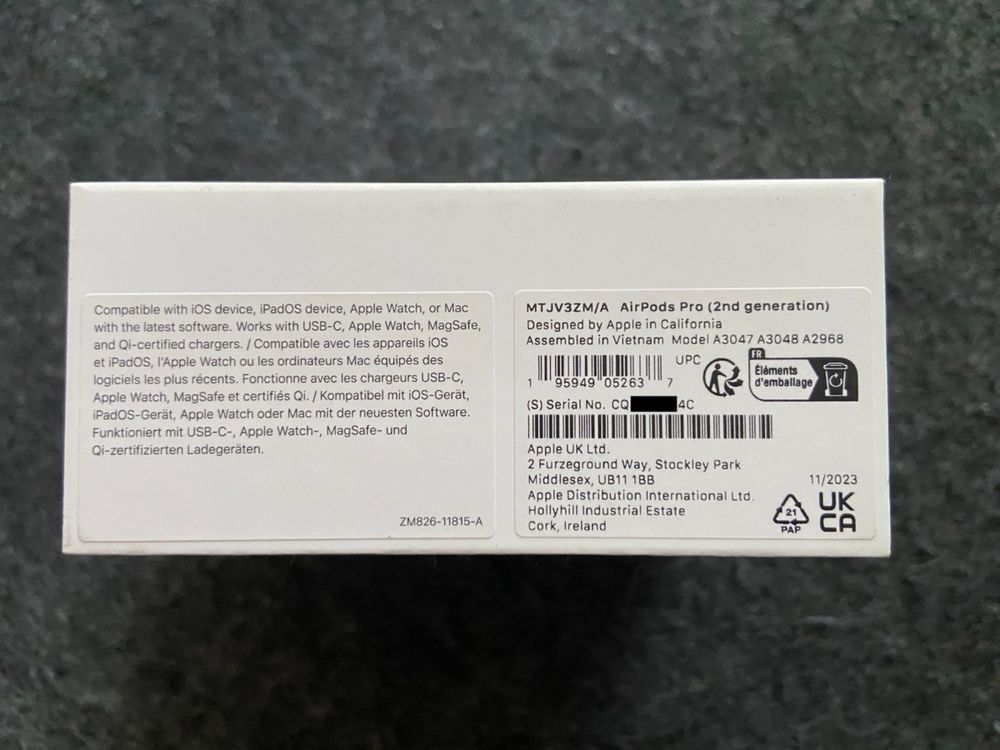 Compatible with iOS device, iPadOS device, Apple Watch, or Mac
with the latest software. Works with USB-C, Apple Watch, MagSafe,
and Qi-certified chargers. / Compatible avec les appareils iOS
et iPadOS, l'Apple Watch ou les ordinateurs Mac équipés des
logiciels les plus récents. Fonctionne avec les chargeurs USB-C,
Apple Watch, MagSafe et certifiés Qi. / Kompatibel mit iOS-Gerät,
iPadOS-Gerät, Apple Watch oder Mac mit der neuesten Software.
Funktioniert mit USB-C-, Apple Watch-, MagSafe- und
Qi-zertifizierten Ladegeräten.
ZM826-11815-A
MTJV3ZM/A AirPods Pro (2nd generation)
Designed by Apple in California
Assembled in Vietnam Model A3047 A3048 A2968
UPC
1 95949 05263 7
FR
Éléments
d'emballage
(S) Serial No. CQ 4C
Apple UK Ltd.
2 Furzeground Way, Stockley Park
Middlesex, UB11 1BB
Apple Distribution International Ltd.
Hollyhill Industrial Estate
Cork, Ireland
11/2023
21
PAP
UK
CA